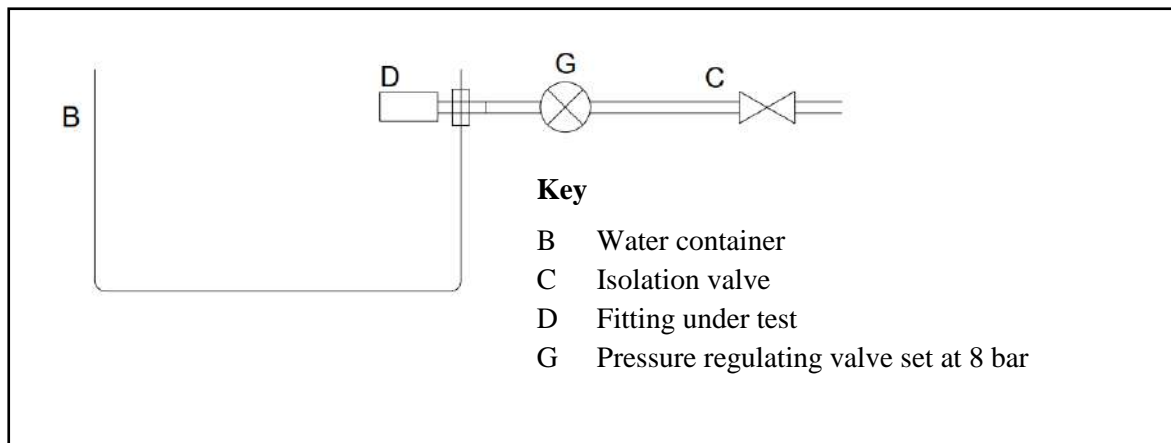 D
G
C
B
Key
B Water container
C Isolation valve
D Fitting under test
G Pressure regulating valve set at 8 bar